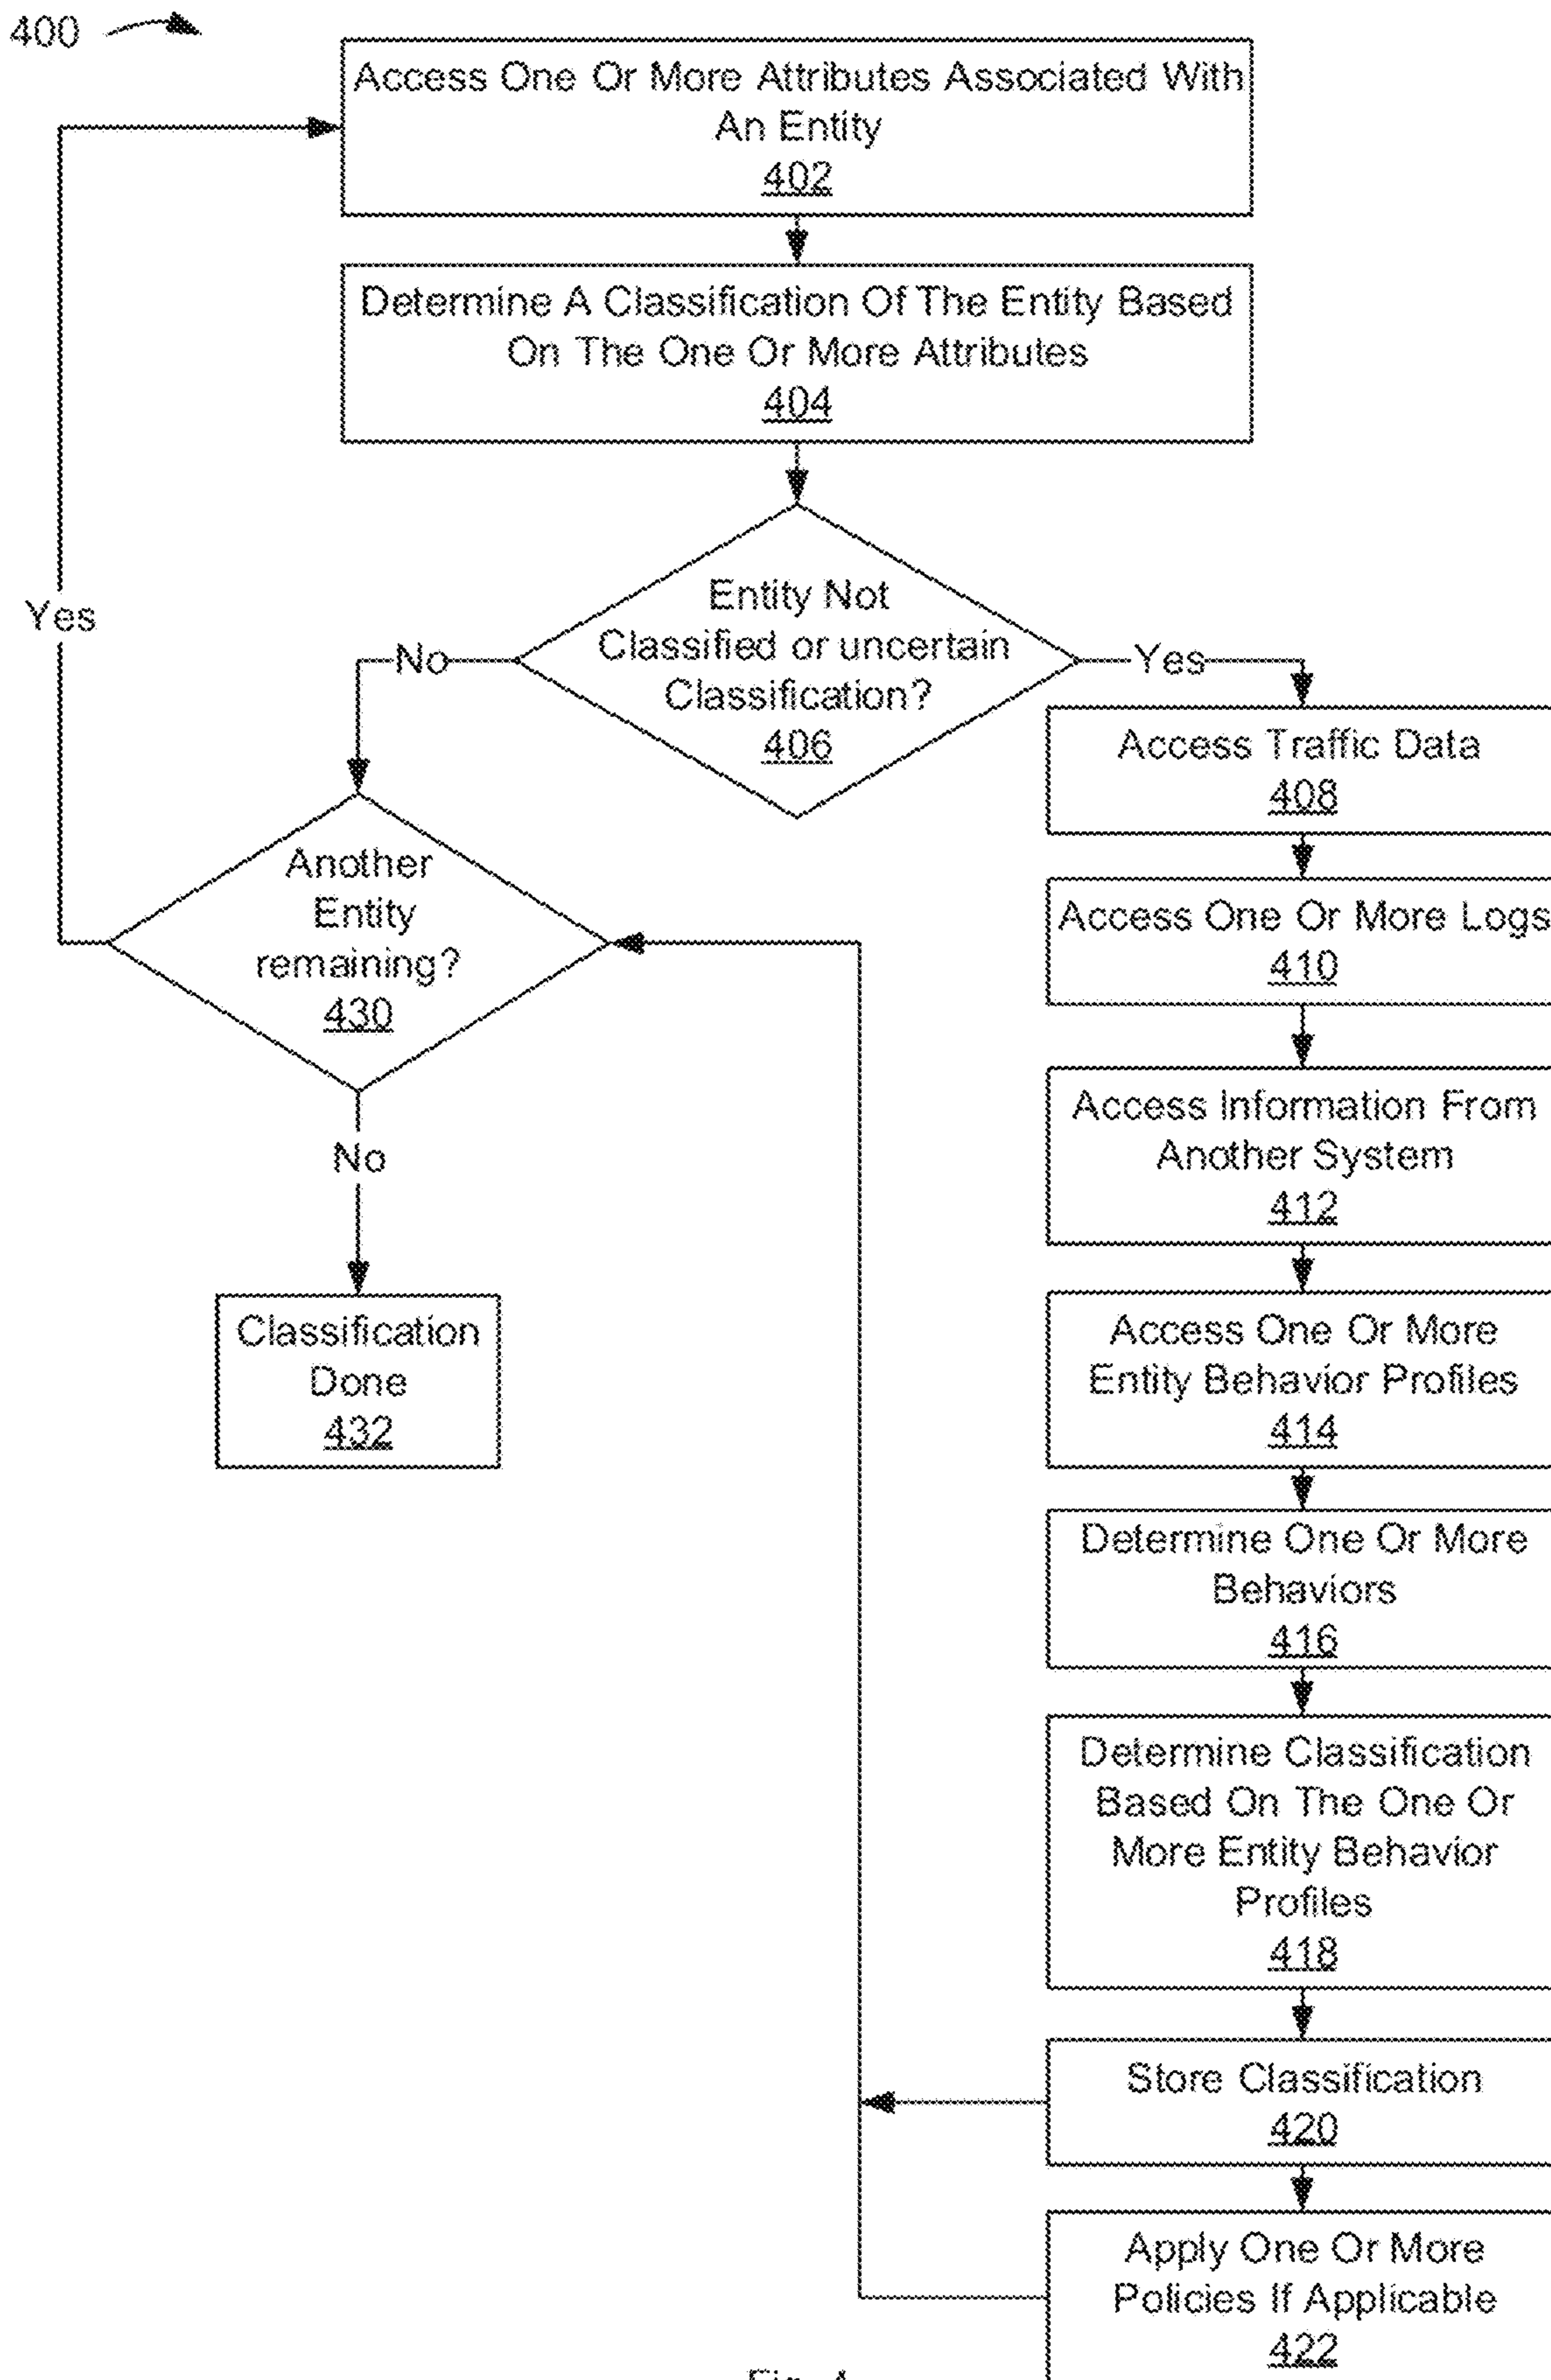 400
Access One Or More Attributes Associated With
An Entity
402
Determine A Classification Of The Entity Based
On The One Or More Attributes
404
Entity Not
Classified or uncertain
Classification?
406
No
Yes
Yes
Access Traffic Data
408
Access One Or More Logs
410
Another
Entity
remaining?
430
No
Access Information From
Another System
412
Classification
Done
432
Access One Or More
Entity Behavior Profiles
414
Determine One Or More
Behaviors
416
Determine Classification
Based On The One Or
More Entity Behavior
Profiles
418
Store Classification
420
Apply One Or More
Policies If Applicable
422